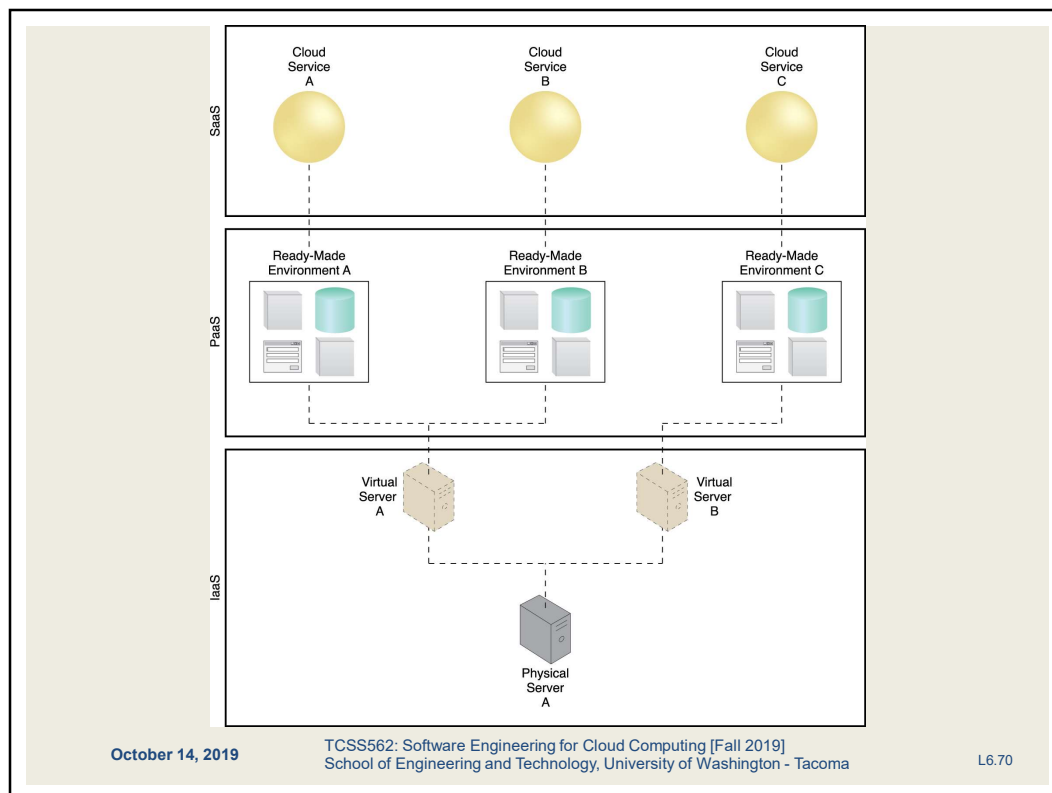 SaaS
Cloud
Service
A
Cloud
Service
B
Cloud
Service
C
PaaS
Ready-Made
Environment A
Ready-Made
Environment B
Ready-Made
Environment C
IaaS
Virtual
Server
A
Virtual
Server
B
Physical
Server
A
October 14, 2019
TCSS562: Software Engineering for Cloud Computing [Fall 2019]
School of Engineering and Technology, University of Washington - Tacoma
L6.70